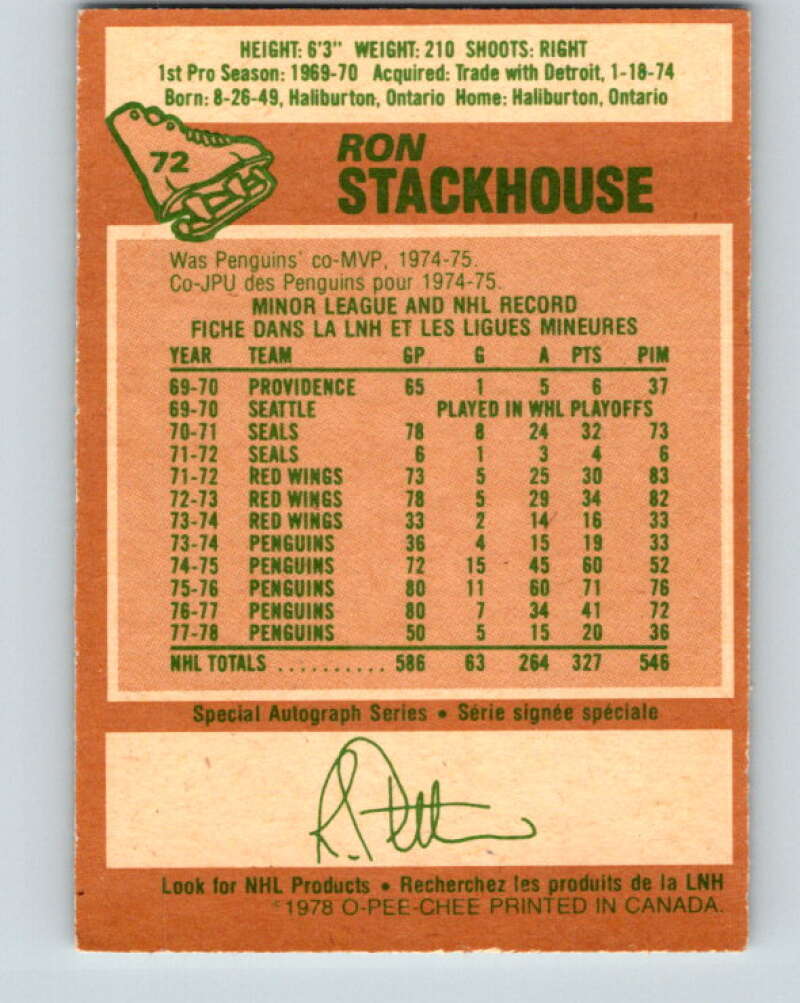 HEIGHT: 6'3" WEIGHT: 210 SHOOTS: RIGHT
1st Pro Season: 1969-70 Acquired: Trade with Detroit, 1-18-74
Born: 8-26-49, Haliburton, Ontario Home: Haliburton, Ontario
72
RON
STACKHOUSE
Was Penguins' co-MVP, 1974-75.
Co-JPU des Penguins pour 1974-75.
MINOR LEAGUE AND NHL RECORD
FICHE DANS LA LNH ET LES LIGUES MINEURES
YEAR TEAM GP G A PTS PIM
69-70 PROVIDENCE 65 1 5 6 37
69-70 SEATTLE PLAYED IN WHL PLAYOFFS
70-71 SEALS 78 8 24 32 73
71-72 SEALS 6 1 3 4 6
71-72 RED WINGS 73 5 25 30 83
72-73 RED WINGS 78 5 29 34 82
73-74 RED WINGS 33 2 14 16 33
73-74 PENGUINS 36 4 15 19 33
74-75 PENGUINS 72 15 45 60 52
75-76 PENGUINS 80 11 60 71 76
76-77 PENGUINS 80 7 34 41 72
77-78 PENGUINS 50 5 15 20 36
NHL TOTALS .......... 586 63 264 327 546
Special Autograph Series • Série signée spéciale
Look for NHL Products • Recherchez les produits de la LNH
©1978 O-PEE-CHEE PRINTED IN CANADA.